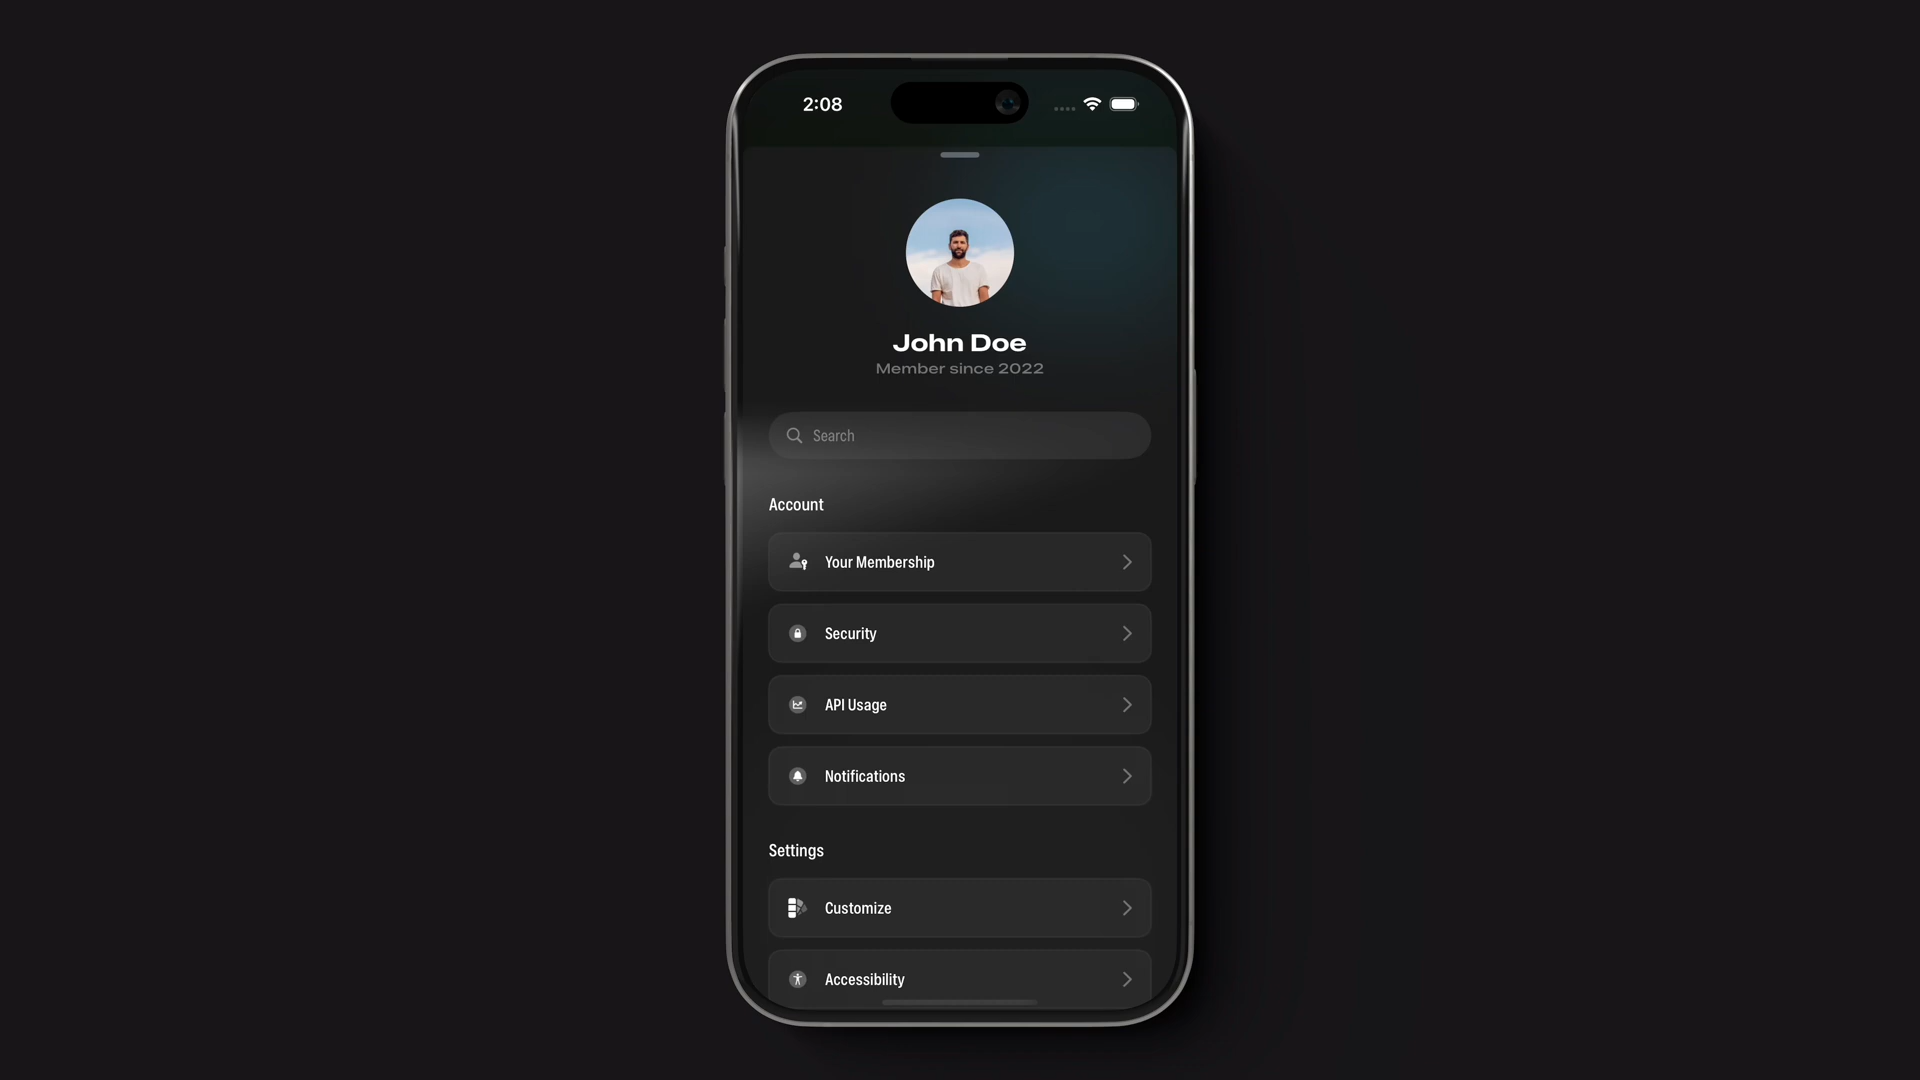 2:08
John Doe
Member since 2022
Search
Account
Your Membership
Security
API Usage
Notifications
Settings
Customize
Accessibility